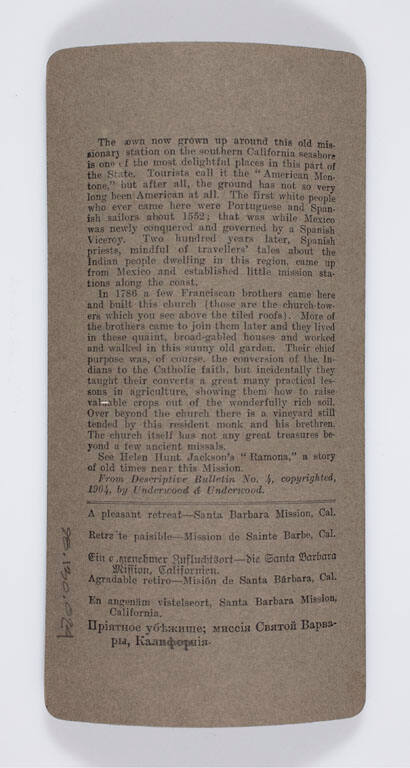 The town now grown up around this old mis-
sionary station on the southern California seashore
is one of the most delightful places in this part of
the State. Tourists call it the "American Men-
tone," but after all, the ground has not so very
long been American at all. The first white people
who ever came here were Portuguese and Span-
ish sailors about 1552; that was while Mexico
was newly conquered and governed by a Spanish
Viceroy. Two hundred years later, Spanish
priests, mindful of travellers' tales about the
Indian people dwelling in this region, came up
from Mexico and established little mission sta-
tions along the coast.
In 1786 a few Franciscan brothers came here
and built this church (those are the church-tow-
ers which you see above the tiled roofs). More of
the brothers came to join them later and they lived
in these quaint, broad-gabled houses and worked
and walked in this sunny old garden. Their chief
purpose was, of course, the conversion of the In-
dians to the Catholic faith, but incidentally they
taught their converts a great many practical les-
sons in agriculture, showing them how to raise
valuable crops out of the wonderfully rich soil.
Over beyond the church there is a vineyard still
tended by this resident monk and his brethren.
The church itself has not any great treasures be-
yond a few ancient missals.
See Helen Hunt Jackson's "Ramona," a story
of old times near this Mission.
From Descriptive Bulletin No. 4, copyrighted,
1904, by Underwood & Underwood.
A pleasant retreat—Santa Barbara Mission, Cal.
Retraite paisible—Mission de Sainte Barbe, Cal.
Ein angenehmer Zufluchtsort—die Santa Barbara
Mission, Californien.
Agradable retiro—Misión de Santa Bárbara, Cal.
En angenäm vistelseort, Santa Barbara Mission,
California.
Пріятное убѣжище; миссія Святой Варва-
ры, Калифорнія.